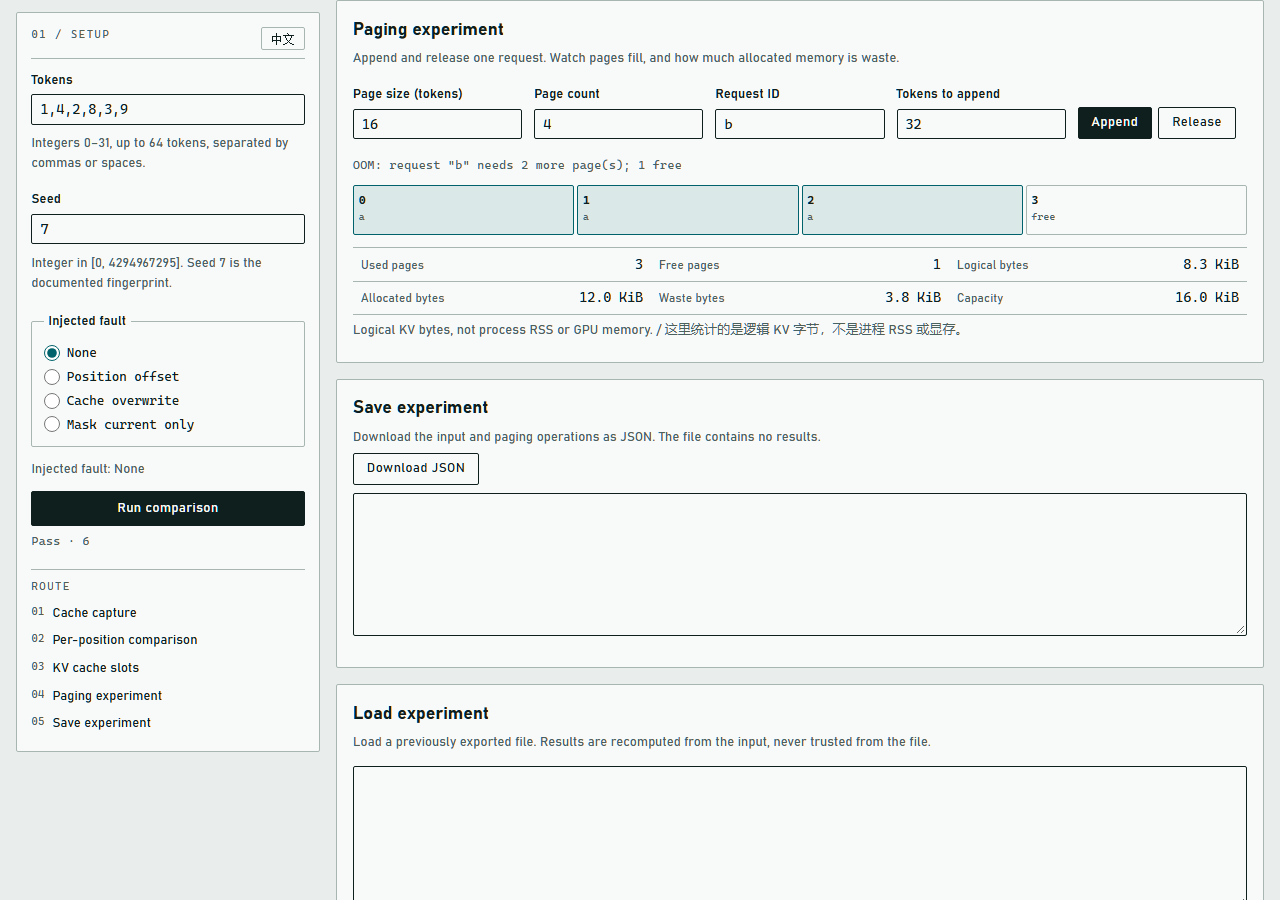 01 / SETUP
中文
Tokens
1,4,2,8,3,9
Integers 0–31, up to 64 tokens, separated by
commas or spaces.
Seed
7
Integer in [0, 4294967295]. Seed 7 is the
documented fingerprint.
Injected fault
None
Position offset
Cache overwrite
Mask current only
Injected fault: None
Run comparison
Pass · 6
ROUTE
01 Cache capture
02 Per-position comparison
03 KV cache slots
04 Paging experiment
05 Save experiment
Paging experiment
Append and release one request. Watch pages fill, and how much allocated memory is waste.
Page size (tokens) Page count Request ID Tokens to append
16 4 b 32 Append Release
OOM: request "b" needs 2 more page(s); 1 free
0 1 2 3
a a a free
Used pages 3 Free pages 1 Logical bytes 8.3 KiB
Allocated bytes 12.0 KiB Waste bytes 3.8 KiB Capacity 16.0 KiB
Logical KV bytes, not process RSS or GPU memory. / 这里统计的是逻辑 KV 字节，不是进程 RSS 或显存。
Save experiment
Download the input and paging operations as JSON. The file contains no results.
Download JSON
Load experiment
Load a previously exported file. Results are recomputed from the input, never trusted from the file.